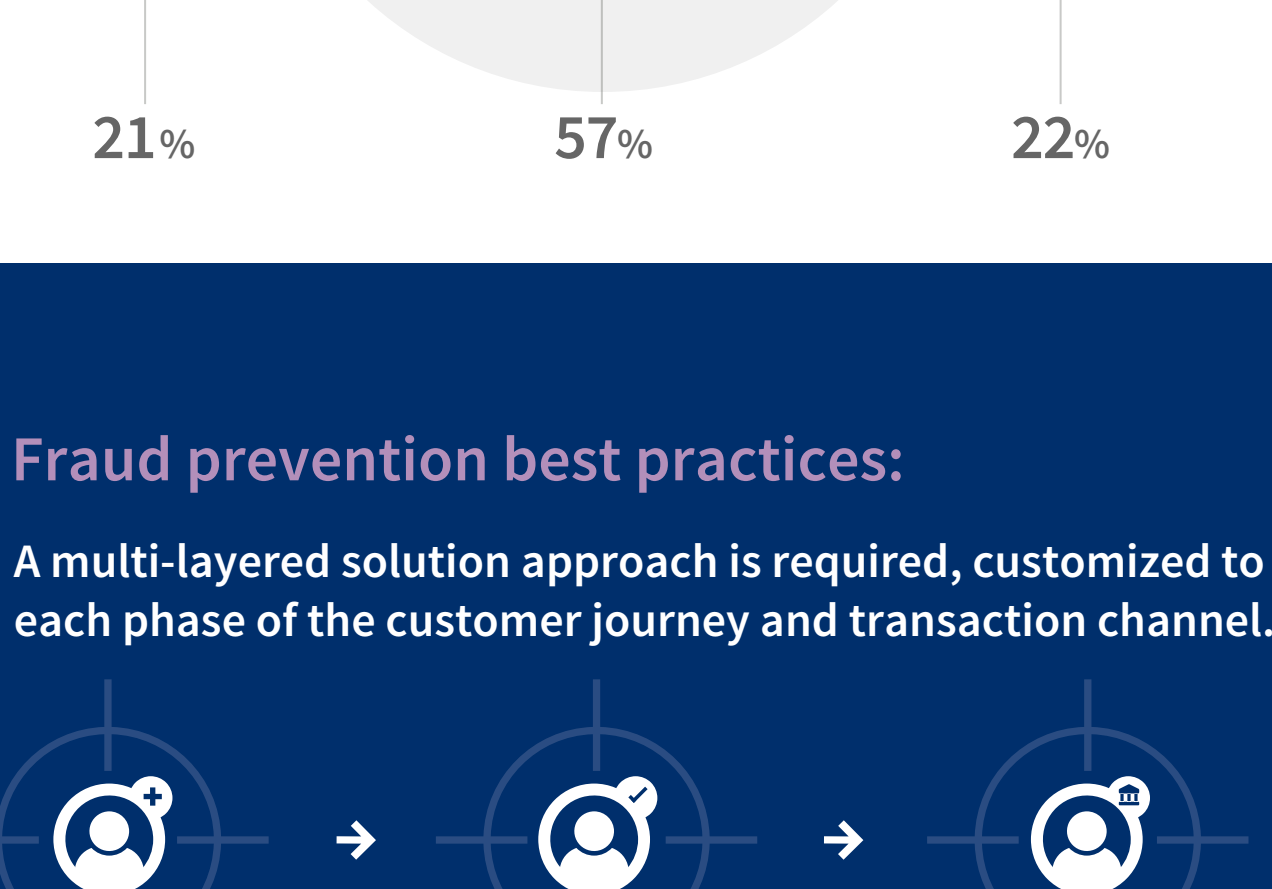 21% 57% 22%
Fraud prevention best practices:
A multi-layered solution approach is required, customized to
each phase of the customer journey and transaction channel.